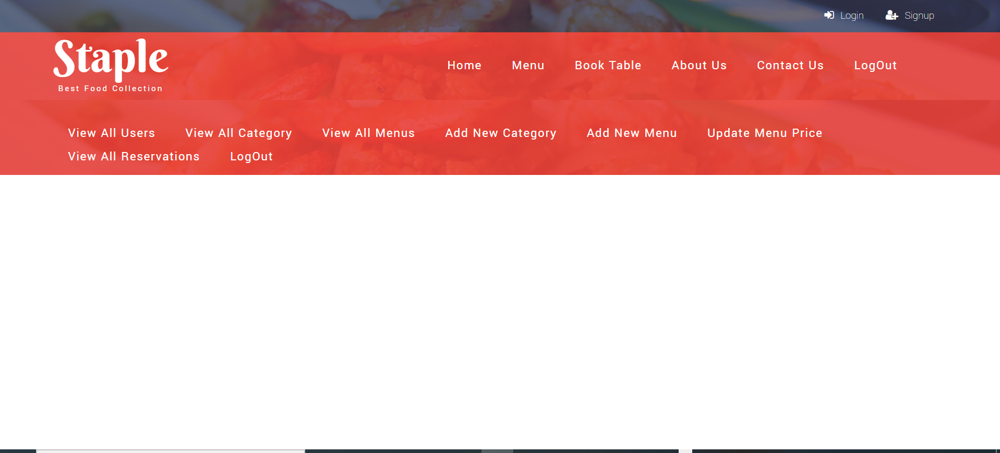 Login Signup
Staple
Best Food Collection
Home Menu Book Table About Us Contact Us LogOut
View All Users View All Category View All Menus Add New Category Add New Menu Update Menu Price
View All Reservations LogOut